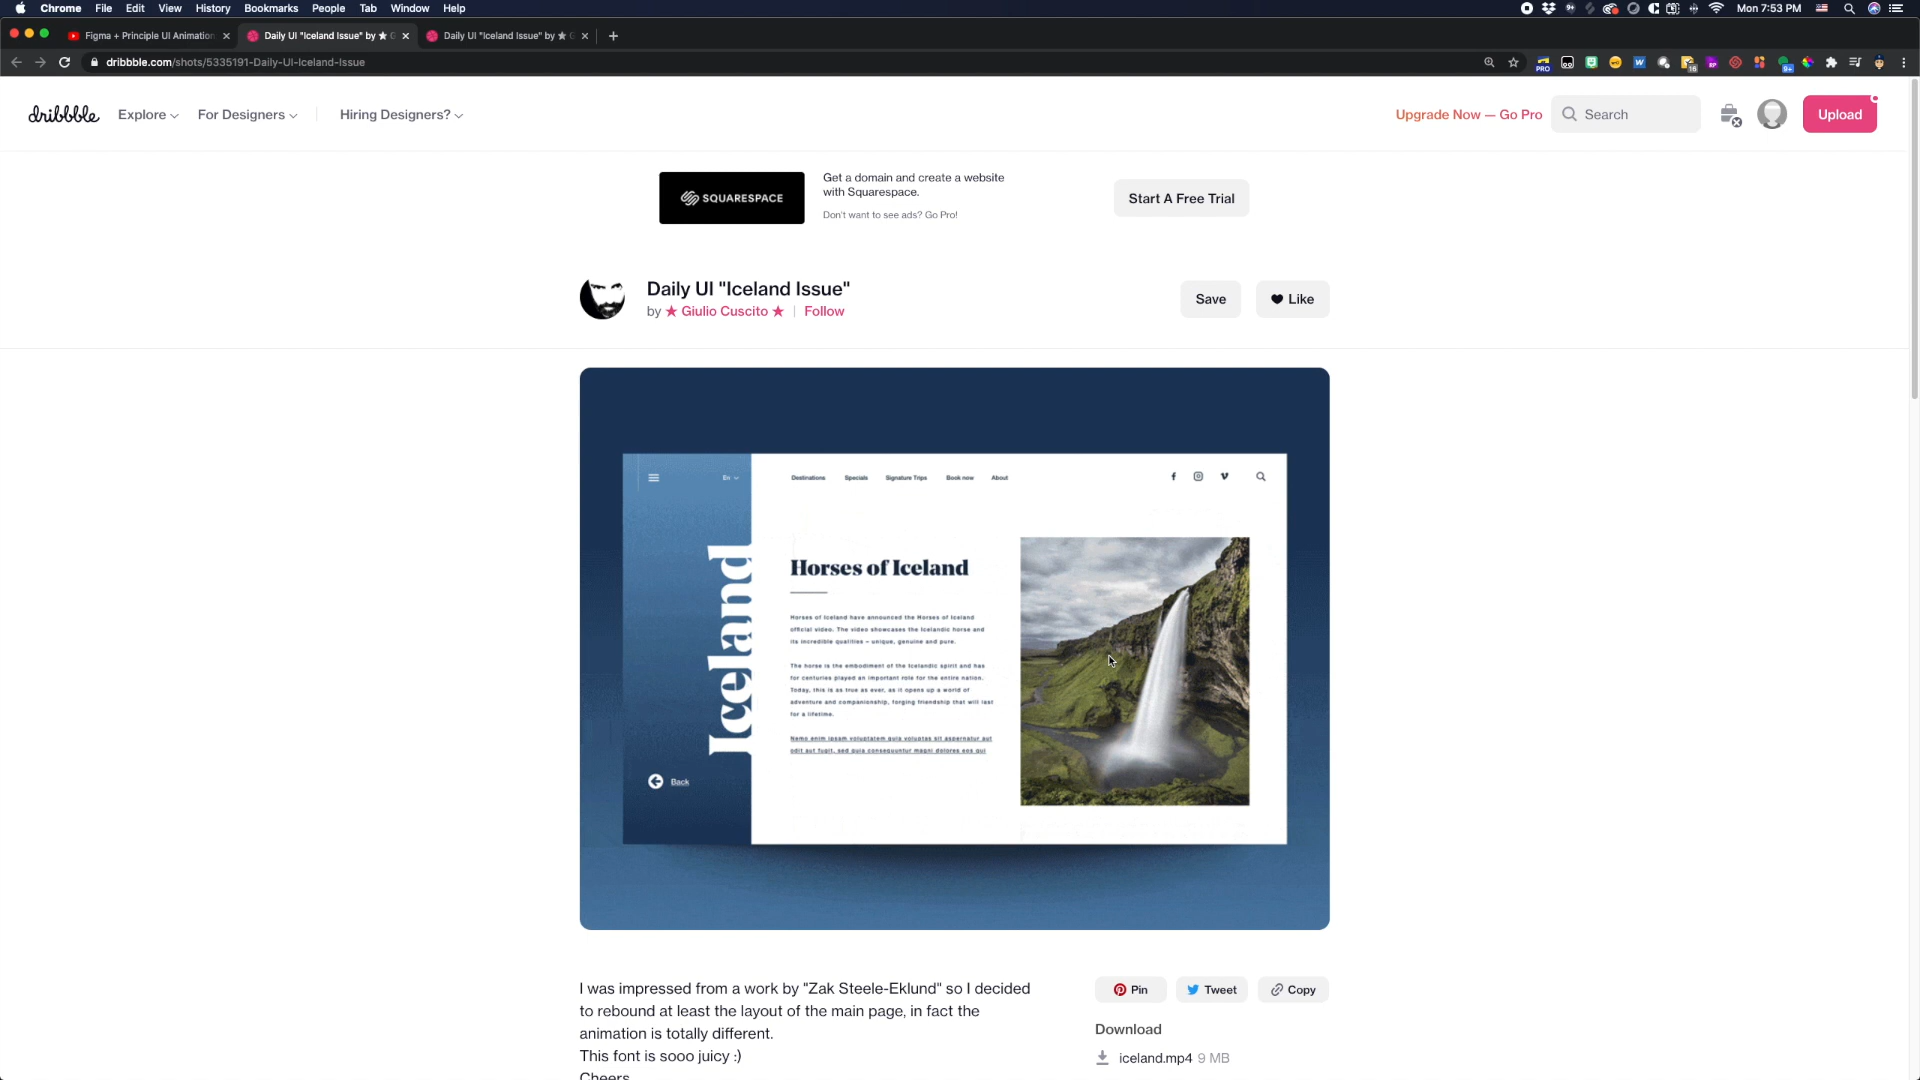 Chrome File Edit View History Bookmarks People Tab Window Help
Mon 7:53 PM
Figma + Principle UI Animation
Daily UI "Iceland Issue" by ★ G
Daily UI "Iceland Issue" by ★ G
dribbble.com/shots/5335191-Daily-UI-Iceland-Issue
PRO
dribbble Explore For Designers Hiring Designers?
Upgrade Now — Go Pro Search Upload
SQUARESPACE
Get a domain and create a website
with Squarespace.
Don't want to see ads? Go Pro!
Start A Free Trial
Daily UI "Iceland Issue"
by ★ Giulio Cuscito ★ | Follow
Save Like
En
Destinations Specials Signature Trips Book now About
Iceland
Horses of Iceland
Horses of Iceland have announced the Horses of Iceland
official video. The video showcases the Icelandic horse and
its incredible qualities – unique, genuine and pure.
The horse is the embodiment of the Icelandic spirit and has
for centuries played an important role for the entire nation.
Today, this is as true as ever, as it opens up a world of
adventure and companionship, forging friendship that will last
for a lifetime.
Nemo enim ipsam voluptatem quia voluptas sit aspernatur aut
odit aut fugit, sed quia consequuntur magni dolores eos qui
Back
I was impressed from a work by "Zak Steele-Eklund" so I decided
to rebound at least the layout of the main page, in fact the
animation is totally different.
This font is sooo juicy :)
Cheers
Pin Tweet Copy
Download
iceland.mp4 9 MB